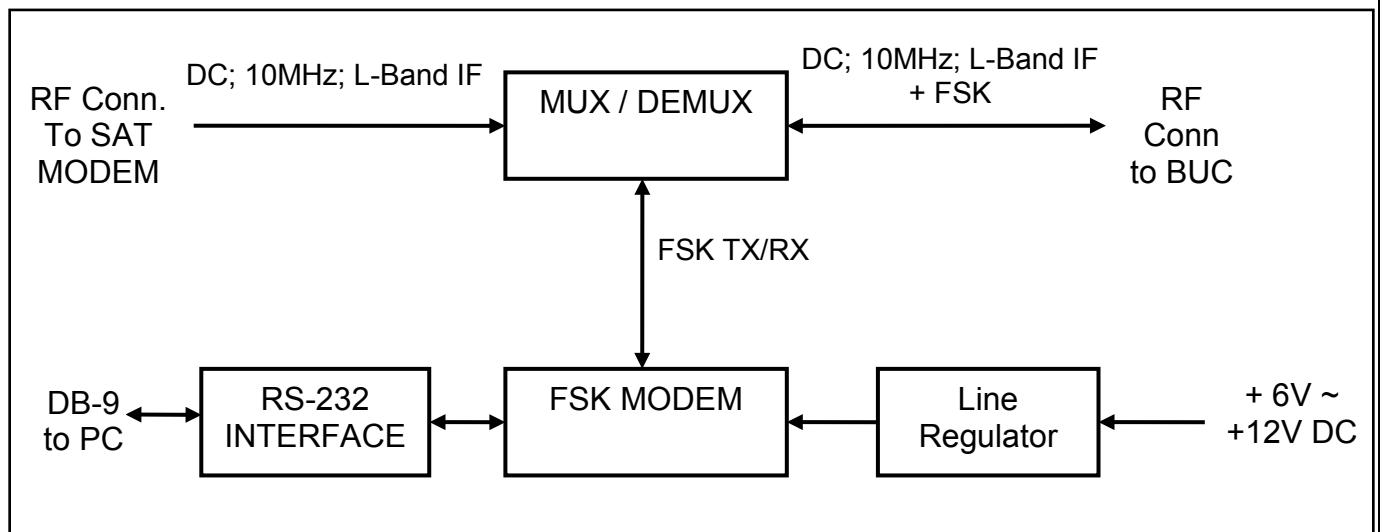 DC; 10MHz; L-Band IF
DC; 10MHz; L-Band IF
+ FSK
RF Conn.
To SAT
MODEM
MUX / DEMUX
RF
Conn
to BUC
FSK TX/RX
DB-9
to PC
RS-232
INTERFACE
FSK MODEM
Line
Regulator
+ 6V ~
+12V DC